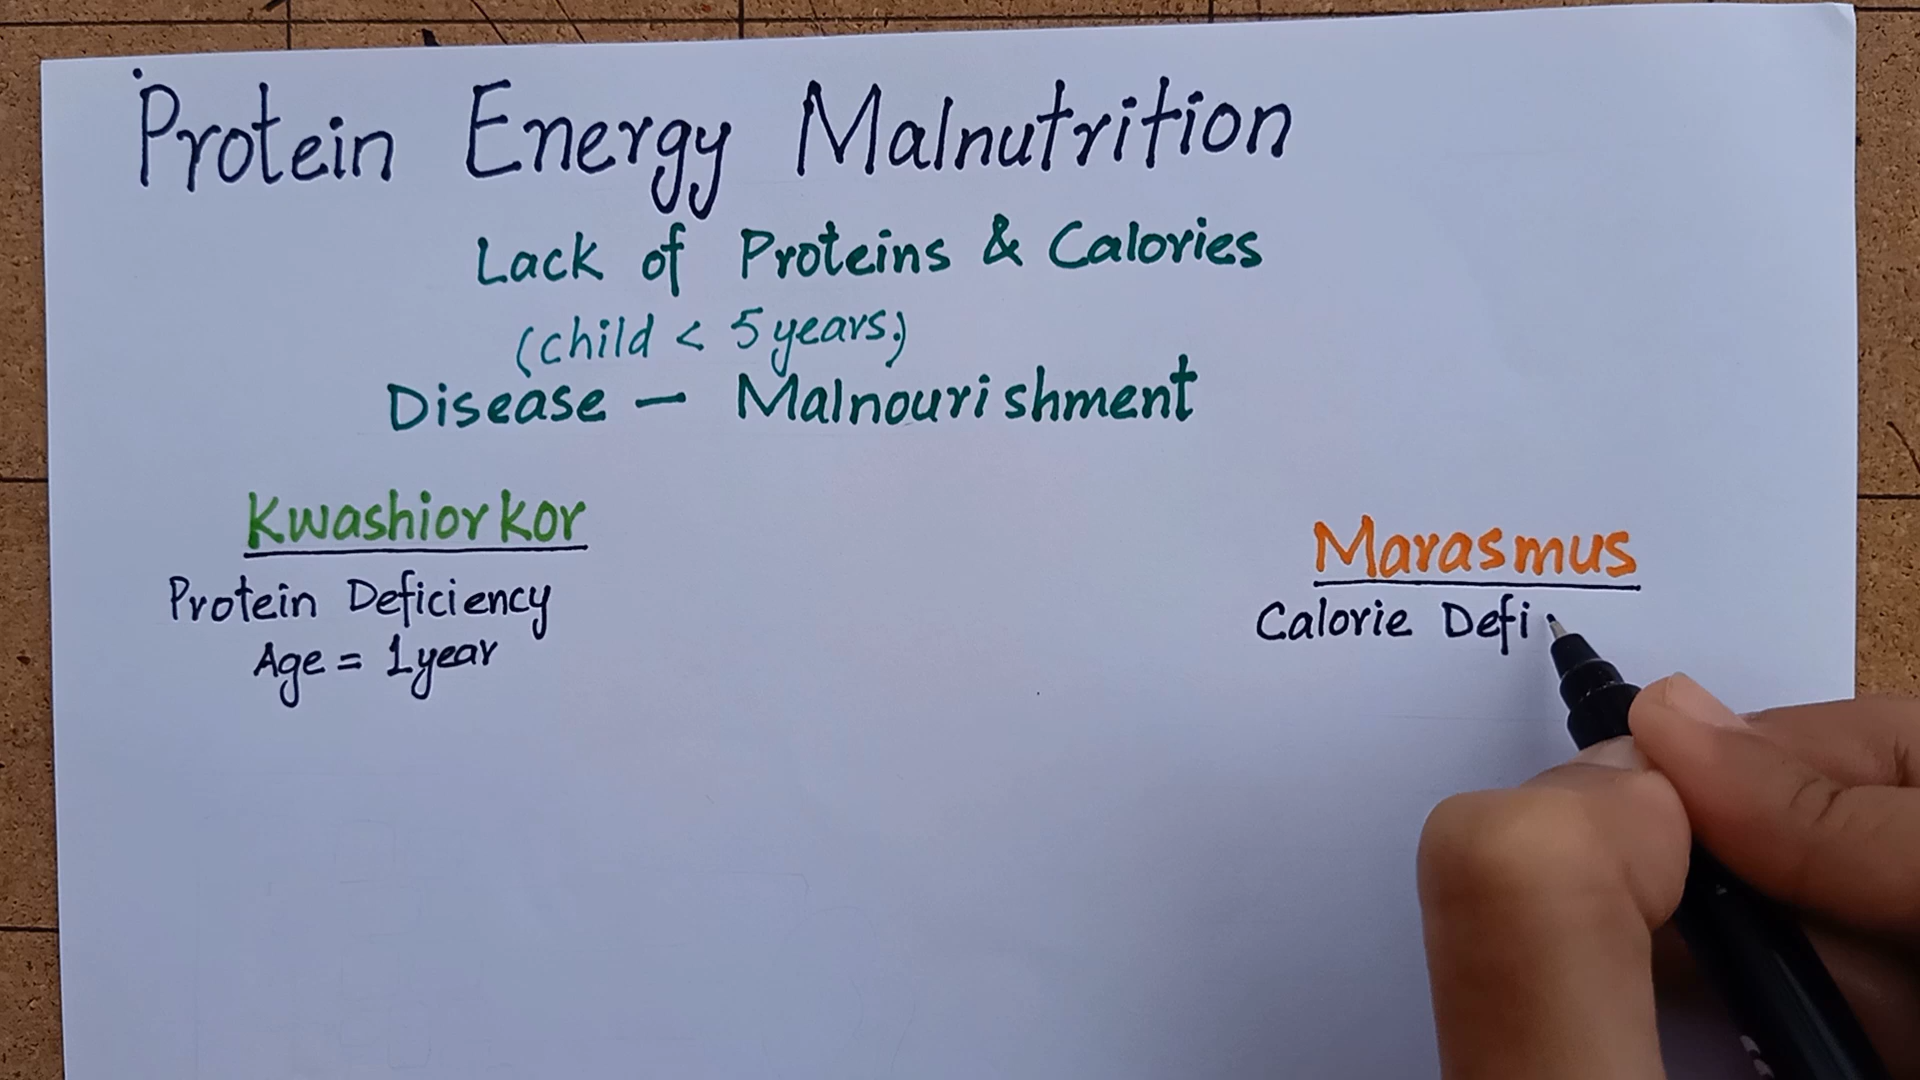 Protein Energy Malnutrition
Lack of Proteins & Calories
(child < 5 years)
Disease - Malnourishment
Kwashiorkor
Protein Deficiency
Age = 1 year
Marasmus
Calorie Defi